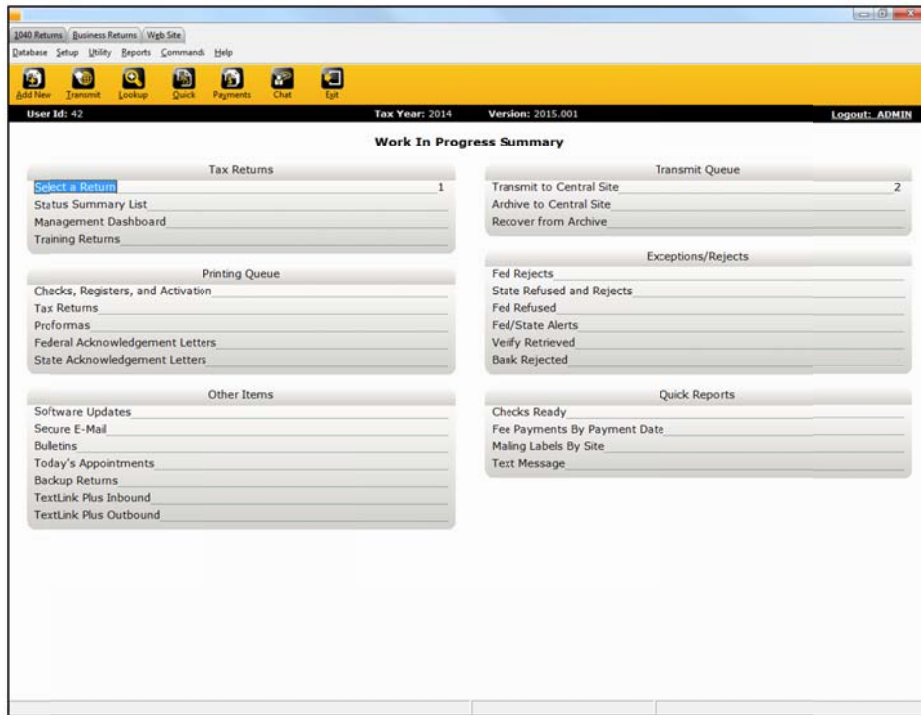 1040 Returns Business Returns Web Site
Database Setup Utility Reports Commands Help
Add New Transmit Lookup Quick Payments Chat Exit
User Id: 42 Tax Year: 2014 Version: 2015.001 Logout: ADMIN
Work In Progress Summary
Tax Returns
Select a Return 1
Status Summary List
Management Dashboard
Training Returns
Printing Queue
Checks, Registers, and Activation
Tax Returns
Proformas
Federal Acknowledgement Letters
State Acknowledgement Letters
Other Items
Software Updates
Secure E-Mail
Bulletins
Today's Appointments
Backup Returns
TextLink Plus Inbound
TextLink Plus Outbound
Transmit Queue
Transmit to Central Site 2
Archive to Central Site
Recover from Archive
Exceptions/Rejects
Fed Rejects
State Refused and Rejects
Fed Refused
Fed/State Alerts
Verify Retrieved
Bank Rejected
Quick Reports
Checks Ready
Fee Payments By Payment Date
Mailing Labels By Site
Text Message